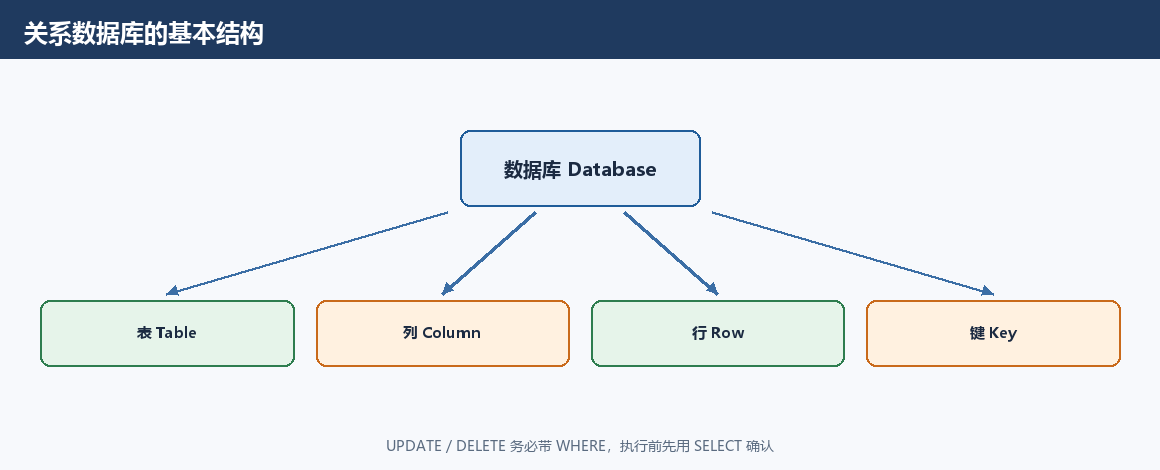 关系数据库的基本结构
数据库 Database
表 Table
列 Column
行 Row
键 Key
UPDATE / DELETE 务必带 WHERE，执行前先用 SELECT 确认